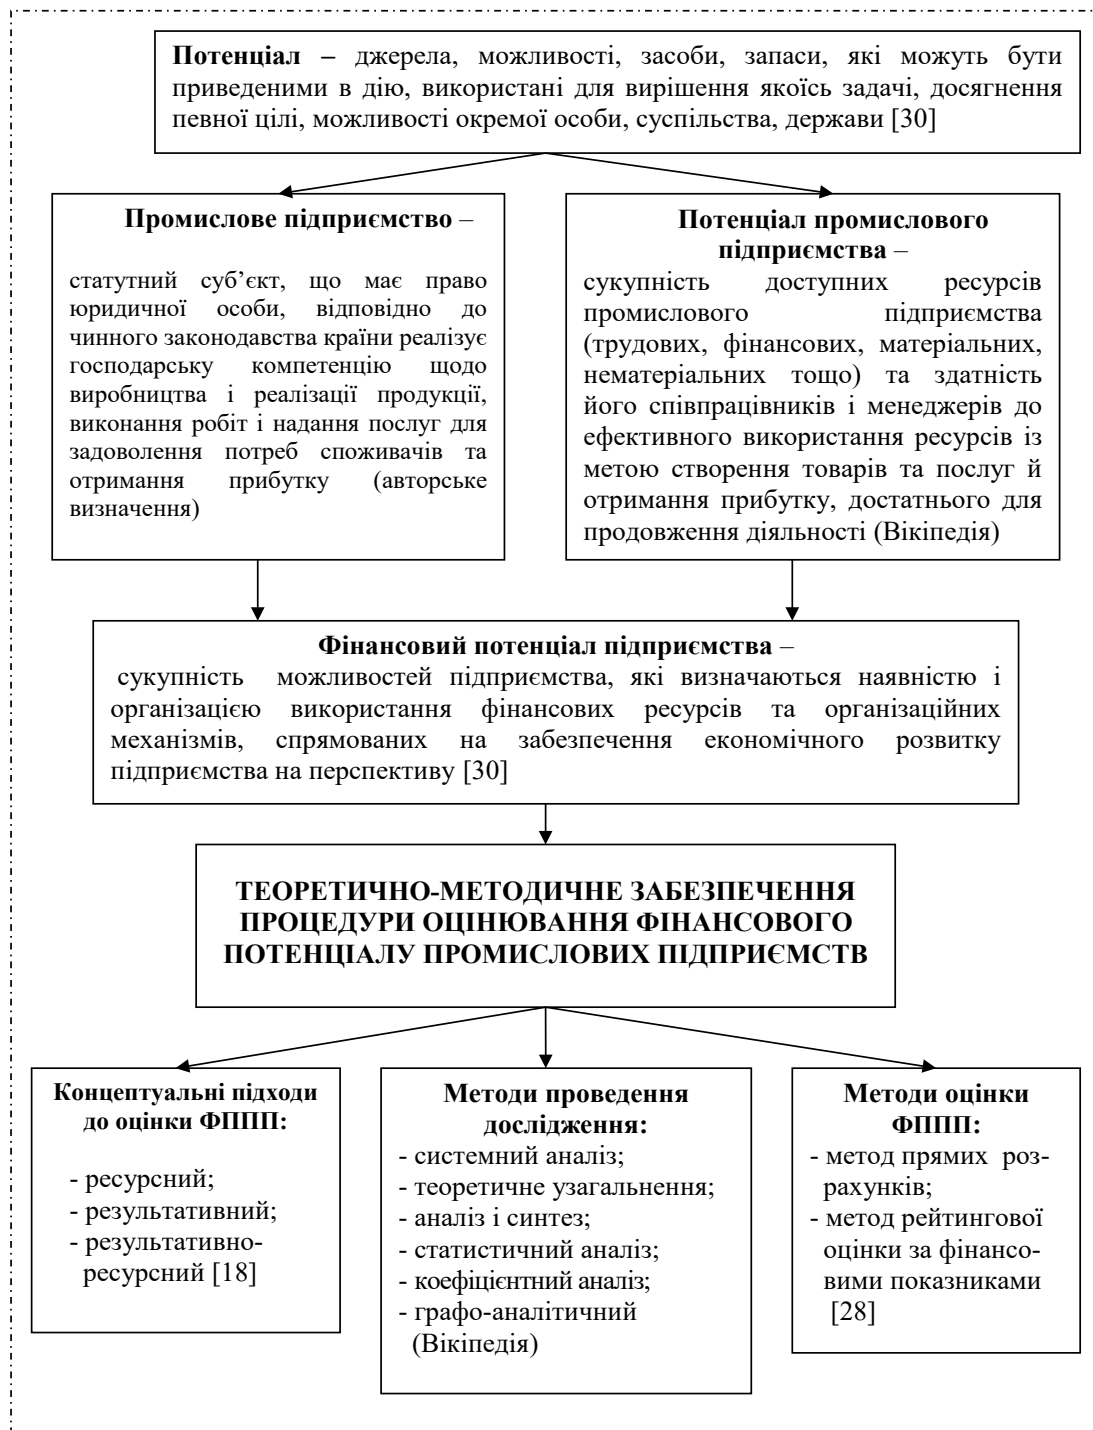 Потенціал – джерела, можливості, засоби, запаси, які можуть бути
приведеними в дію, використані для вирішення якоїсь задачі, досягнення
певної цілі, можливості окремої особи, суспільства, держави [30]
Промислове підприємство –
статутний суб’єкт, що має право
юридичної особи, відповідно до
чинного законодавства країни реалізує
господарську компетенцію щодо
виробництва і реалізації продукції,
виконання робіт і надання послуг для
задоволення потреб споживачів та
отримання прибутку (авторське
визначення)
Потенціал промислового
підприємства –
сукупність доступних ресурсів
промислового підприємства
(трудових, фінансових, матеріальних,
нематеріальних тощо) та здатність
його співпрацівників і менеджерів до
ефективного використання ресурсів із
метою створення товарів та послуг й
отримання прибутку, достатнього для
продовження діяльності (Вікіпедія)
Фінансовий потенціал підприємства –
сукупність можливостей підприємства, які визначаються наявністю і
організацією використання фінансових ресурсів та організаційних
механізмів, спрямованих на забезпечення економічного розвитку
підприємства на перспективу [30]
ТЕОРЕТИЧНО-МЕТОДИЧНЕ ЗАБЕЗПЕЧЕННЯ
ПРОЦЕДУРИ ОЦІНЮВАННЯ ФІНАНСОВОГО
ПОТЕНЦІАЛУ ПРОМИСЛОВИХ ПІДПРИЄМСТВ
Концептуальні підходи
до оцінки ФППП:
- ресурсний;
- результативний;
- результативно-
ресурсний [18]
Методи проведення
дослідження:
- системний аналіз;
- теоретичне узагальнення;
- аналіз і синтез;
- статистичний аналіз;
- коефіцієнтний аналіз;
- графо-аналітичний
(Вікіпедія)
Методи оцінки
ФППП:
- метод прямих роз-
рахунків;
- метод рейтингової
оцінки за фінансо-
вими показниками
[28]